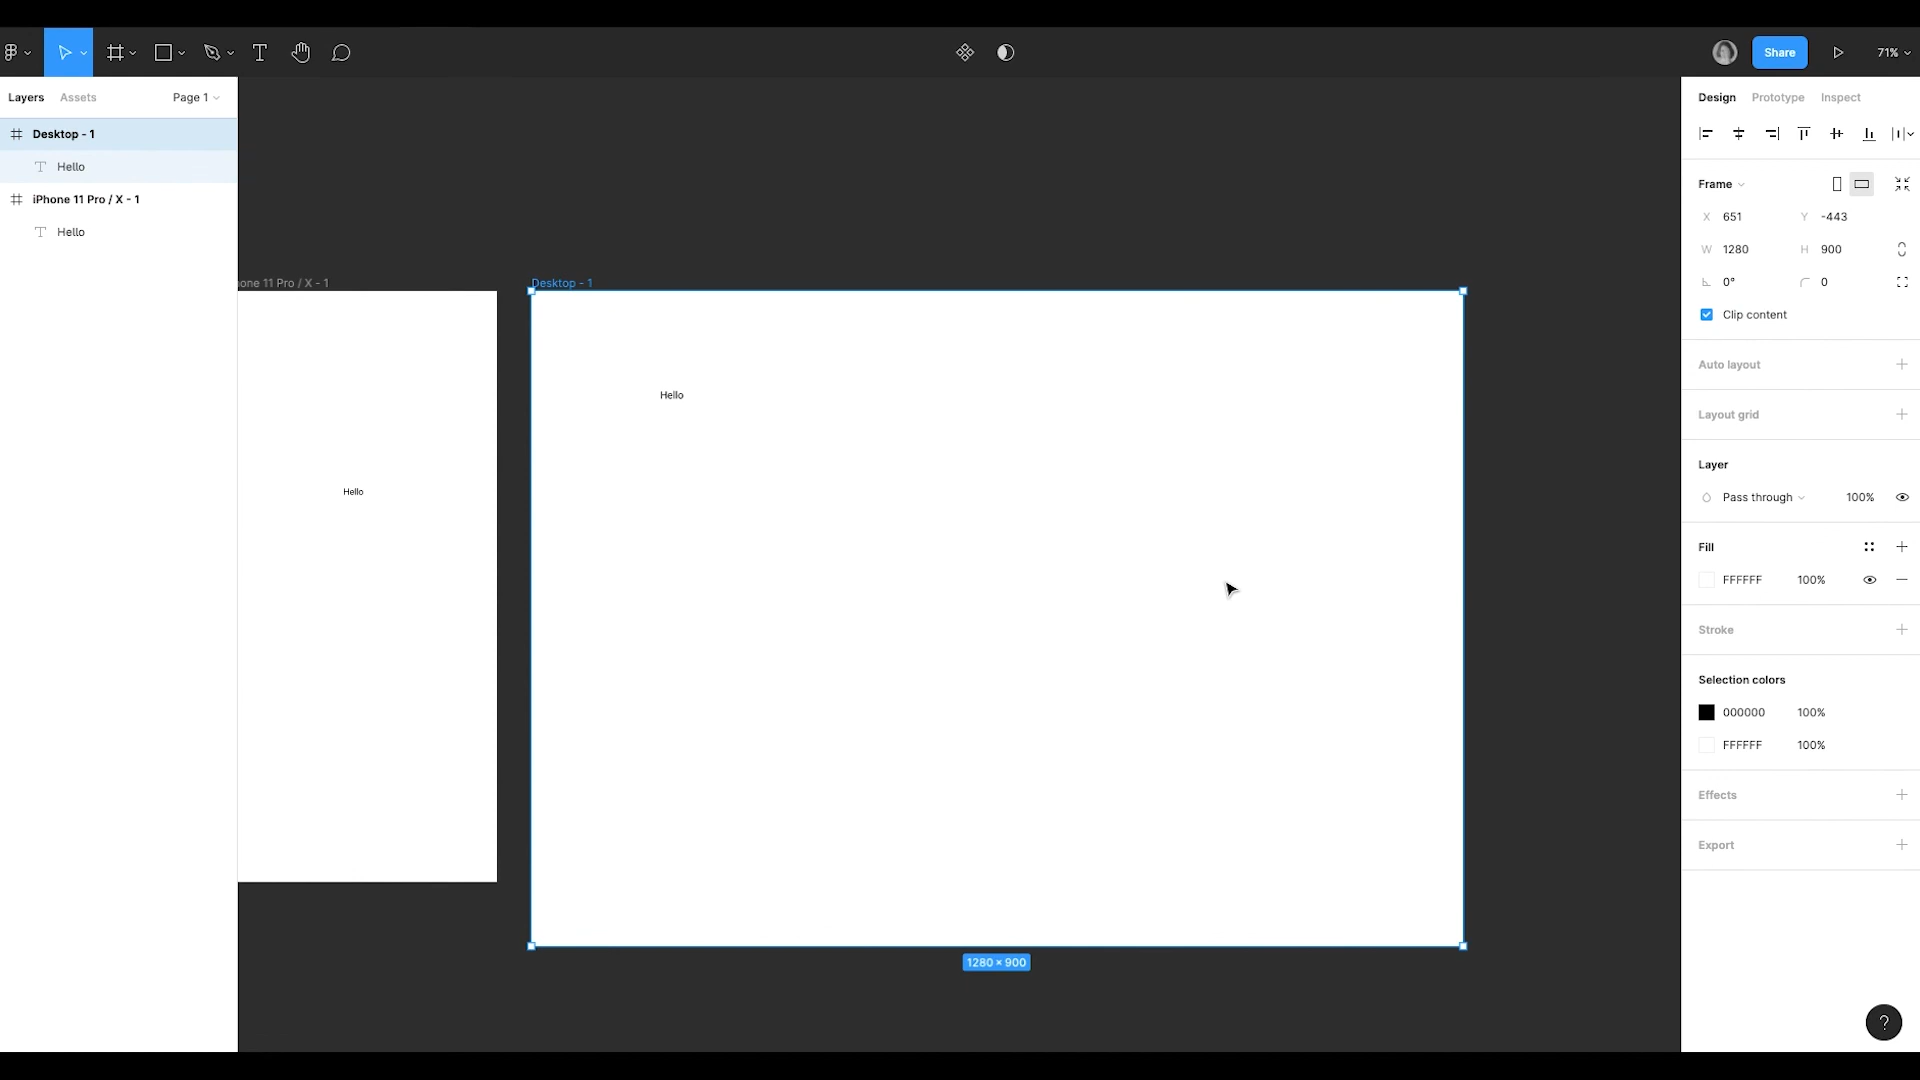 Share
71%
Layers Assets Page 1
Desktop - 1
Hello
iPhone 11 Pro / X - 1
Hello
one 11 Pro / X - 1
Hello
Desktop - 1
Hello
1280 × 900
Design Prototype Inspect
Frame
X 651 Y -443
W 1280 H 900
0° 0
Clip content
Auto layout
Layout grid
Layer
Pass through 100%
Fill
FFFFFF 100%
Stroke
Selection colors
000000 100%
FFFFFF 100%
Effects
Export
?